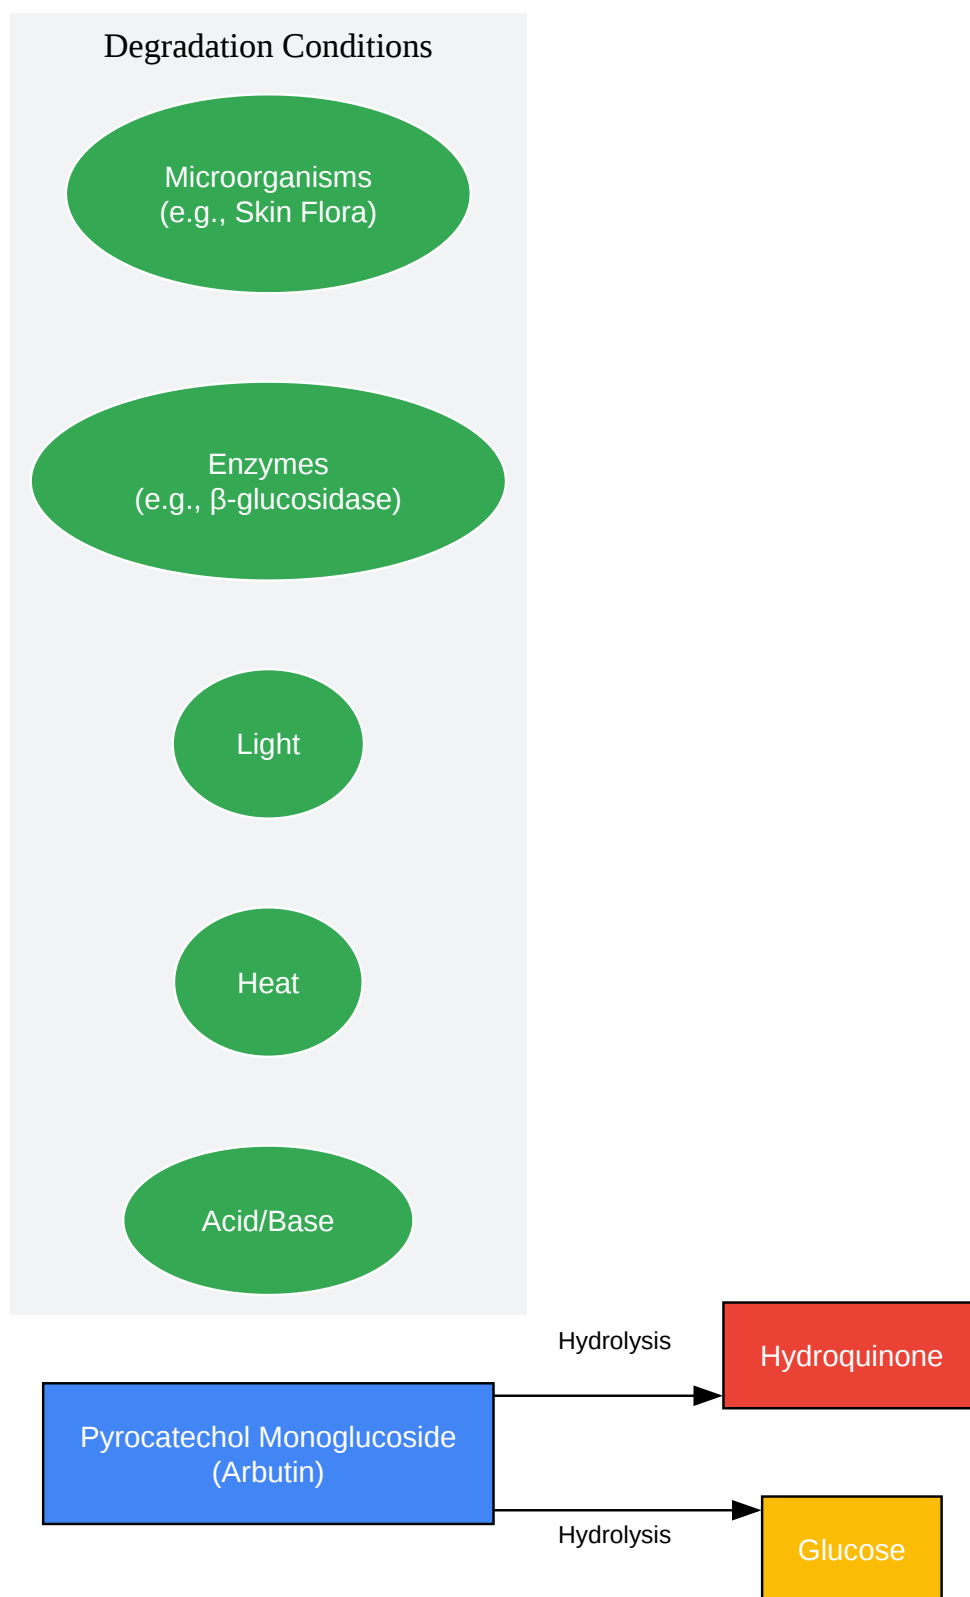 Degradation Conditions
Microorganisms
(e.g., Skin Flora)
Enzymes
(e.g., β-glucosidase)
Light
Heat
Acid/Base
Hydrolysis
Hydroquinone
Pyrocatechol Monoglucoside
(Arbutin)
Hydrolysis
Glucose